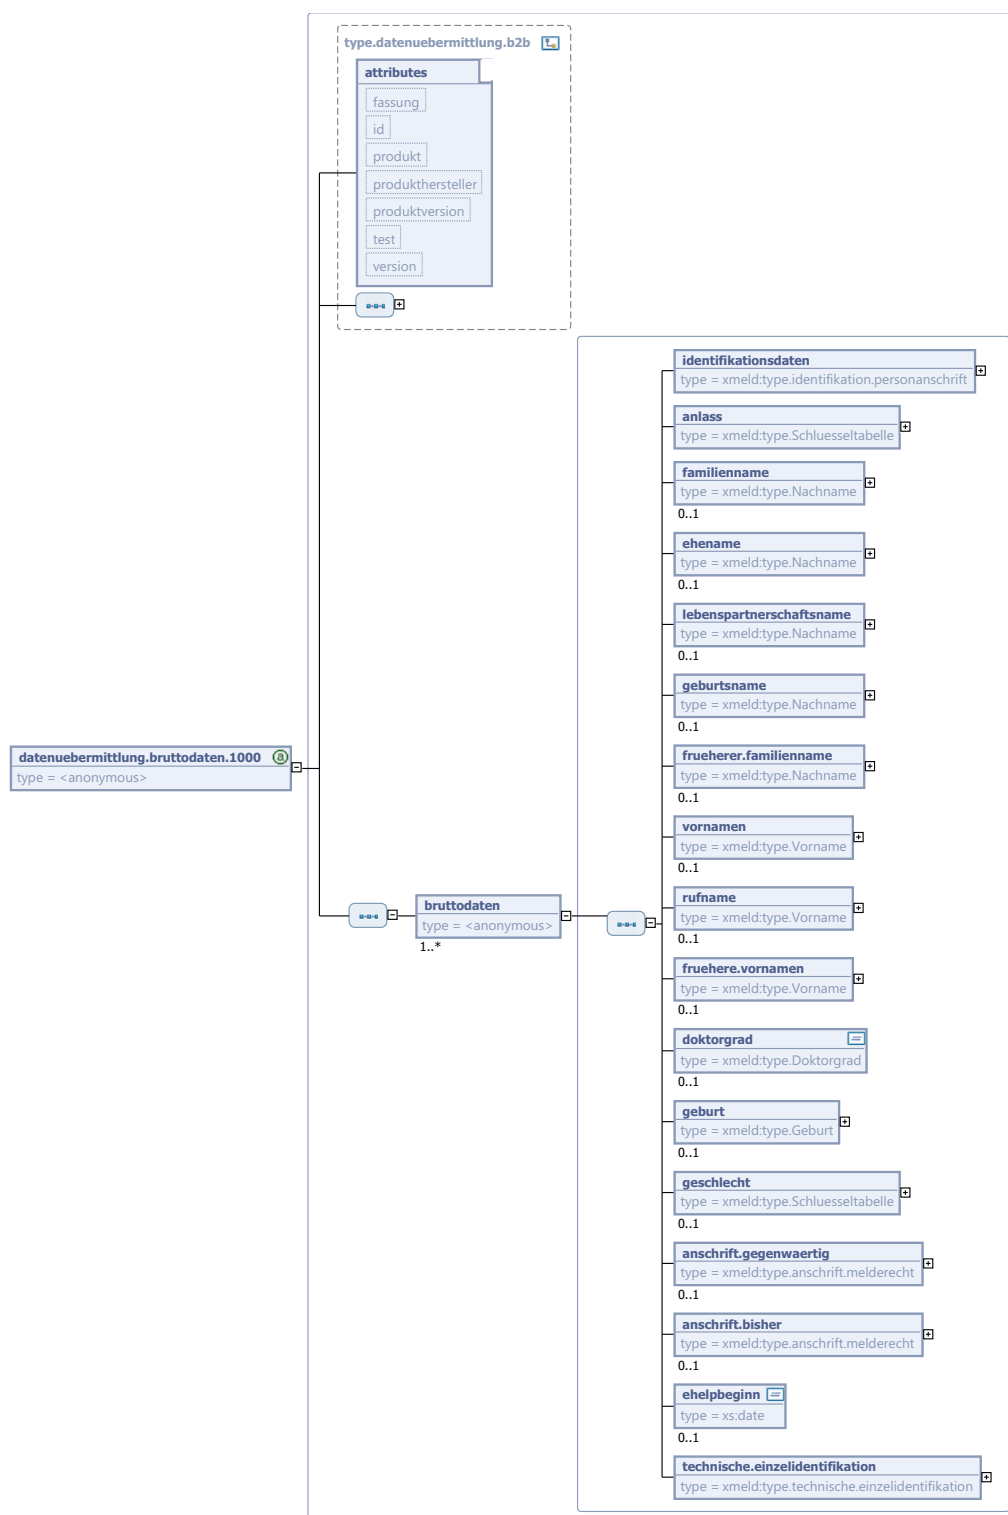 type.datenuebermittlung.b2b
attributes
fassung
id
produkt
produkthersteller
produktversion
test
version
identifikationsdaten
type = xmeld:type.identifikation.personanschrift
anlass
type = xmeld:type.Schluesseltabelle
familienname
type = xmeld:type.Nachname
0..1
ehename
type = xmeld:type.Nachname
0..1
lebenspartnerschaftsname
type = xmeld:type.Nachname
0..1
geburtsname
type = xmeld:type.Nachname
0..1
datenuebermittlung.bruttodaten.1000
type = <anonymous>
frueherer.familienname
type = xmeld:type.Nachname
0..1
vornamen
type = xmeld:type.Vorname
0..1
bruttodaten
type = <anonymous>
1..*
rufname
type = xmeld:type.Vorname
0..1
fruehere.vornamen
type = xmeld:type.Vorname
0..1
doktorgrad
type = xmeld:type.Doktorgrad
0..1
geburt
type = xmeld:type.Geburt
0..1
geschlecht
type = xmeld:type.Schluesseltabelle
0..1
anschrift.gegenwaertig
type = xmeld:type.anschrift.melderecht
0..1
anschrift.bisher
type = xmeld:type.anschrift.melderecht
0..1
ehelpbeginn
type = xs:date
0..1
technische.einzelidentifikation
type = xmeld:type.technische.einzelidentifikation